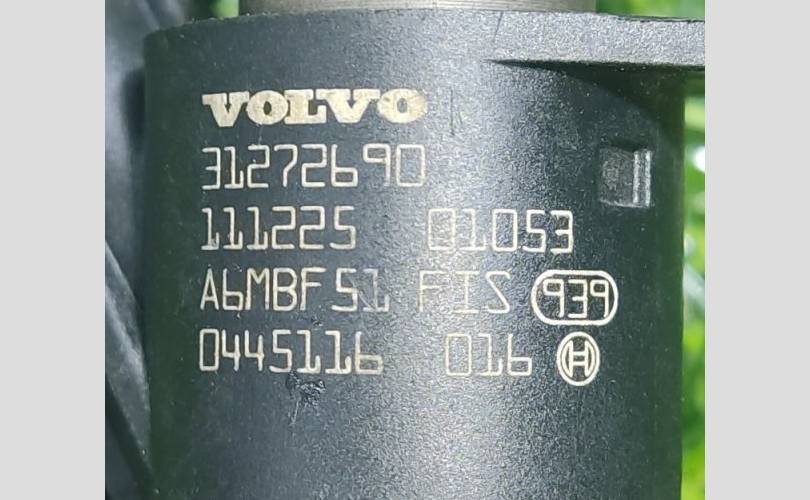 VOLVO
31272690
111225 01053
A6MBF51 FIS 939
0445116 016 H